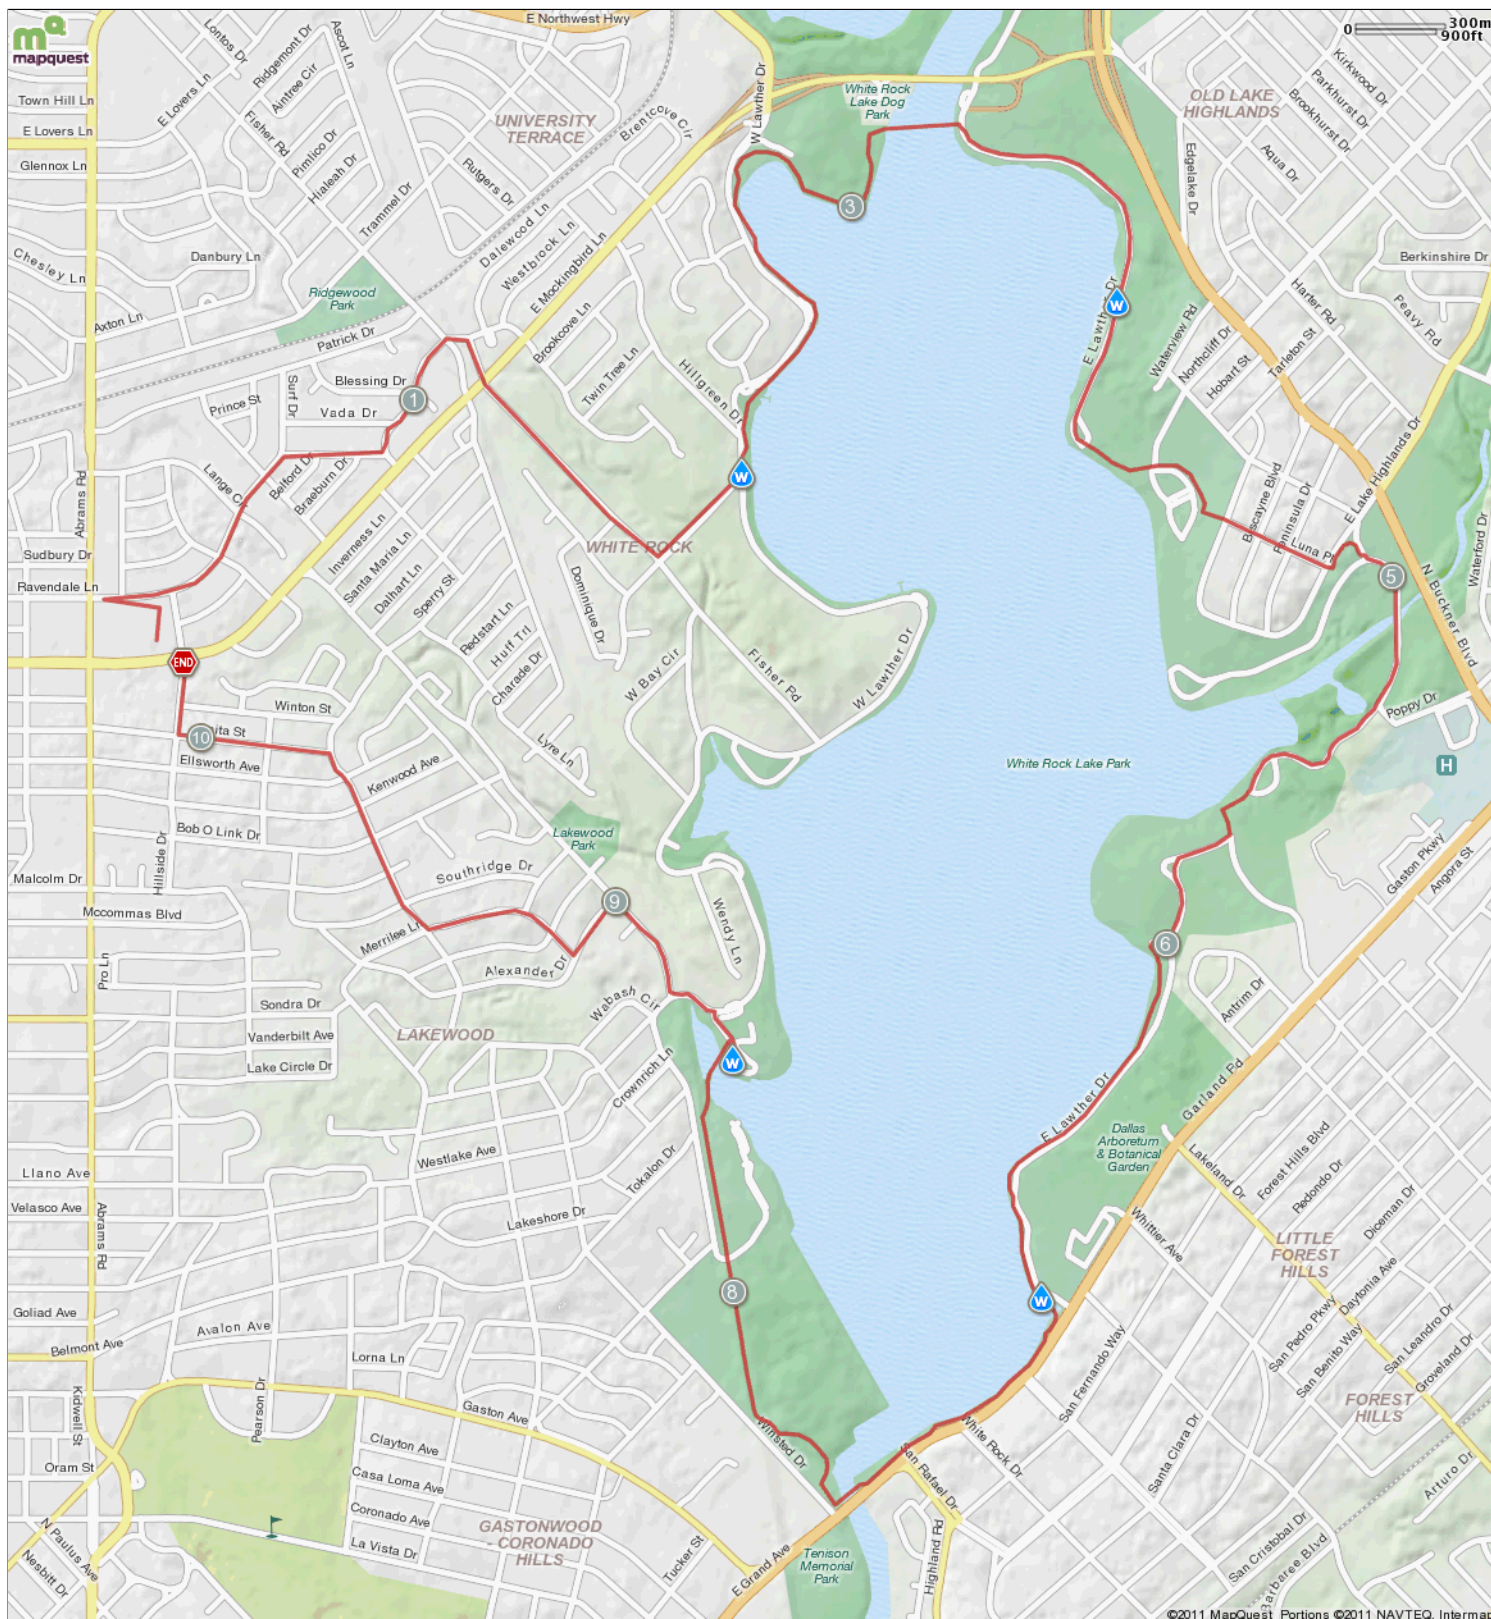 mapquest
E Northwest Hwy
0 300m
900ft
Lontos Dr
Ridgemont Dr
Ascot Ln
Aintree Cir
E Lovers Ln
Town Hill Ln
E Lovers Ln
Glennox Ln
Fisher Rd
Pimlico Dr
Hialeah Dr
Trammel Dr
UNIVERSITY
TERRACE
Brentcove Cir
Rutgers Dr
W Lawther Dr
White Rock
Lake Dog
Park
OLD LAKE
HIGHLANDS
Kirkwood Dr
Parkhurst Dr
Brookhurst Dr
Aqua Dr
Edgelake Dr
3
Chesley Ln
Danbury Ln
Dalewood Ln
Westbrook Ln
E Mockingbird Ln
Berkinshire Dr
Ridgewood
Park
Axton Ln
Patrick Dr
Brookcove Ln
Twin Tree Ln
Hillgreen Dr
E Lawther Dr
W
Waterview Rd
Northcliff Dr
Hobart St
Harter Rd
Tarleton St
Peavy Rd
Blessing Dr
Surf Dr
Prince St
Vada Dr
1
Abrams Rd
Lange Cir
Belford Dr
Braeburn Dr
W
Biscayne Blvd
Peninsula Dr
E Lake Highlands Dr
Inverness Ln
Santa Maria Ln
Dalhart Ln
Sperry St
WHITE ROCK
Luna Pl
5
N Buckner Blvd
Waterford Dr
Sudbury Dr
Ravendale Ln
Redstart Ln
Huff Trl
Charade Dr
Dominique Dr
W Bay Cir
Fisher Rd
W Lawther Dr
END
Winton St
Poppy Dr
10
ita St
Ellsworth Ave
Kenwood Ave
Lyre Ln
White Rock Lake Park
H
Bob O Link Dr
Hillside Dr
Lakewood
Park
Southridge Dr
Malcolm Dr
Mccommas Blvd
Gaston Pkwy
Angora St
9
Wendy Ln
Merrilee Ln
Alexander Dr
6
Pro Ln
Sondra Dr
Wabash Cir
Antrim Dr
Vanderbilt Ave
LAKEWOOD
Lake Circle Dr
W
Crownrich Ln
E Lawther Dr
Garland Rd
Dallas
Arboretum
& Botanical
Garden
Westlake Ave
Tokalon Dr
Llano Ave
Velasco Ave
Lakeland Dr
Forest Hills Blvd
Redondo Dr
Diceman Dr
Lakeshore Dr
Whittier Ave
Abrams Rd
LITTLE
FOREST
HILLS
Daytonia Ave
8
W
Goliad Ave
Avalon Ave
Belmont Ave
Lorna Ln
San Fernando Way
San Pedro Pkwy
San Benito Way
San Leandro Dr
Groveland Dr
Kidwell St
Pearson Dr
Gaston Ave
FOREST
HILLS
Winsted Dr
White Rock Dr
Santa Clara Dr
Clayton Ave
Oram St
Casa Loma Ave
San Rafael Dr
Arturo Dr
Coronado Ave
GASTONWOOD
- CORONADO
HILLS
N Paulus Ave
Nesbitt Dr
La Vista Dr
Tucker St
E Grand Ave
Tenison
Memorial
Park
Highland Rd
San Cristobal Dr
Barbaree Blvd
©2011 MapQuest Portions ©2011 NAVTEQ, Intermap